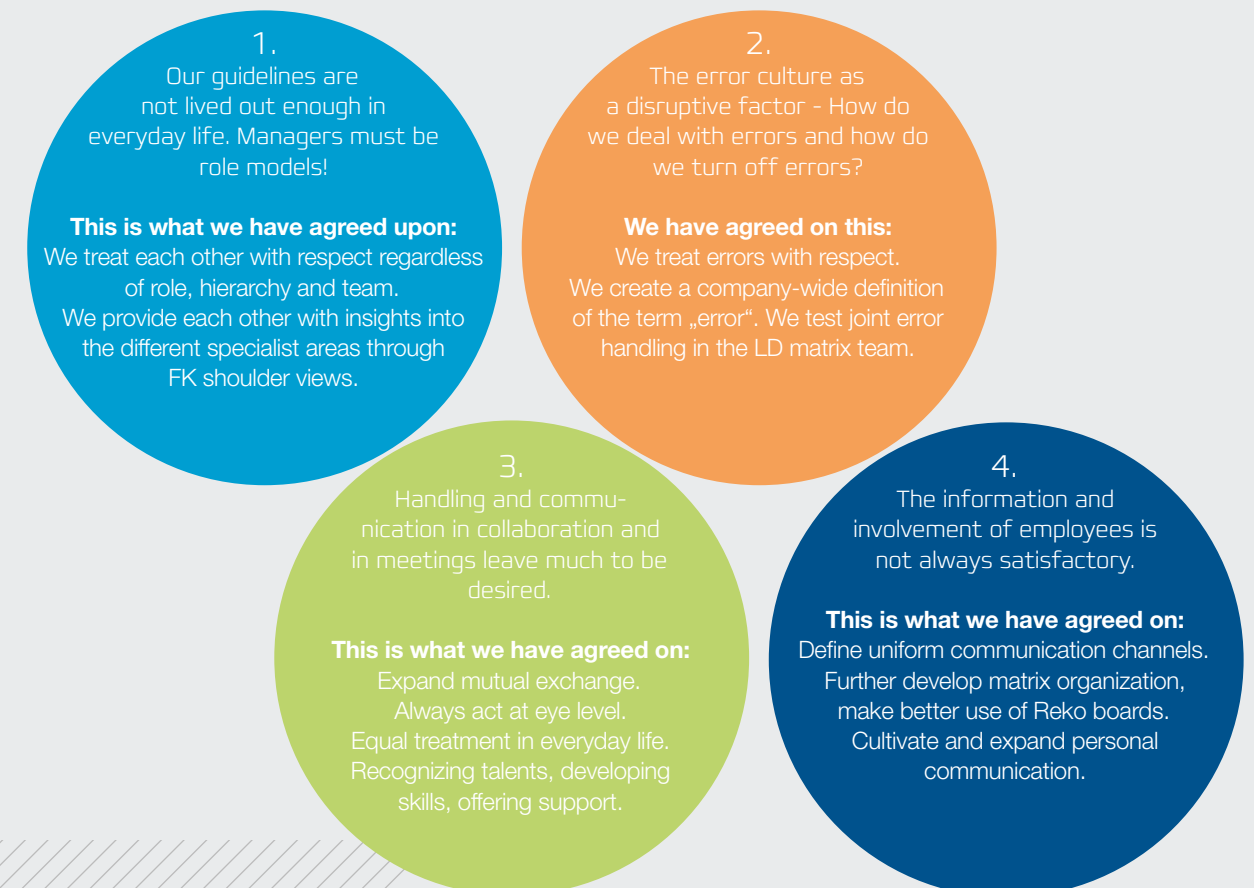 1.
Our guidelines are
not lived out enough in
everyday life. Managers must be
role models!
This is what we have agreed upon:
We treat each other with respect regardless
of role, hierarchy and team.
We provide each other with insights into
the different specialist areas through
FK shoulder views.
2.
The error culture as
a disruptive factor - How do
we deal with errors and how do
we turn off errors?
We have agreed on this:
We treat errors with respect.
We create a company-wide definition
of the term „error“. We test joint error
handling in the LD matrix team.
3.
Handling and commu-
nication in collaboration and
in meetings leave much to be
desired.
This is what we have agreed on:
Expand mutual exchange.
Always act at eye level.
Equal treatment in everyday life.
Recognizing talents, developing
skills, offering support.
4.
The information and
involvement of employees is
not always satisfactory.
This is what we have agreed on:
Define uniform communication channels.
Further develop matrix organization,
make better use of Reko boards.
Cultivate and expand personal
communication.